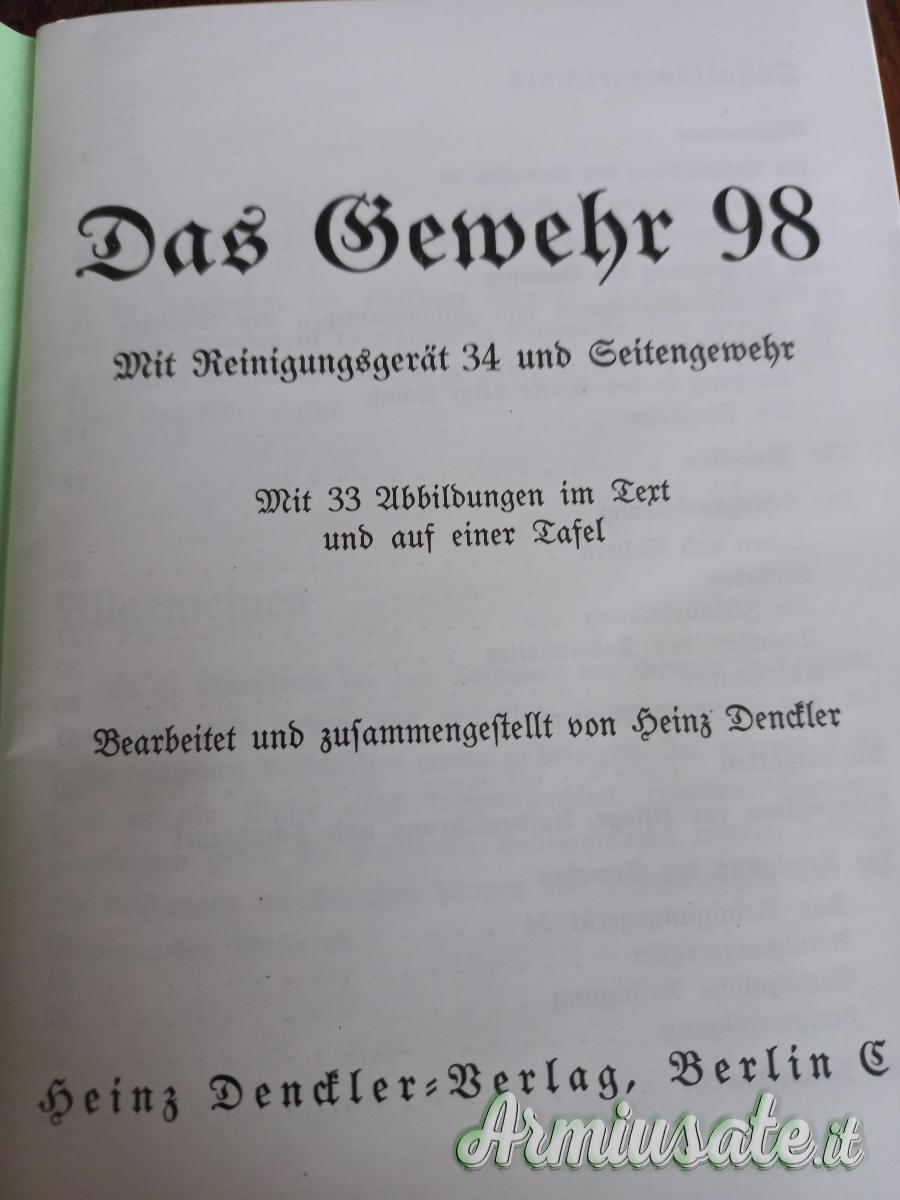 Das Gewehr 98
Mit Reinigungsgerät 34 und Seitengewehr
Mit 33 Abbildungen im Text
und auf einer Tafel
Bearbeitet und zusammengestellt von Heinz Denckler
Heinz Denckler-Verlag, Berlin C
Armiusate.it